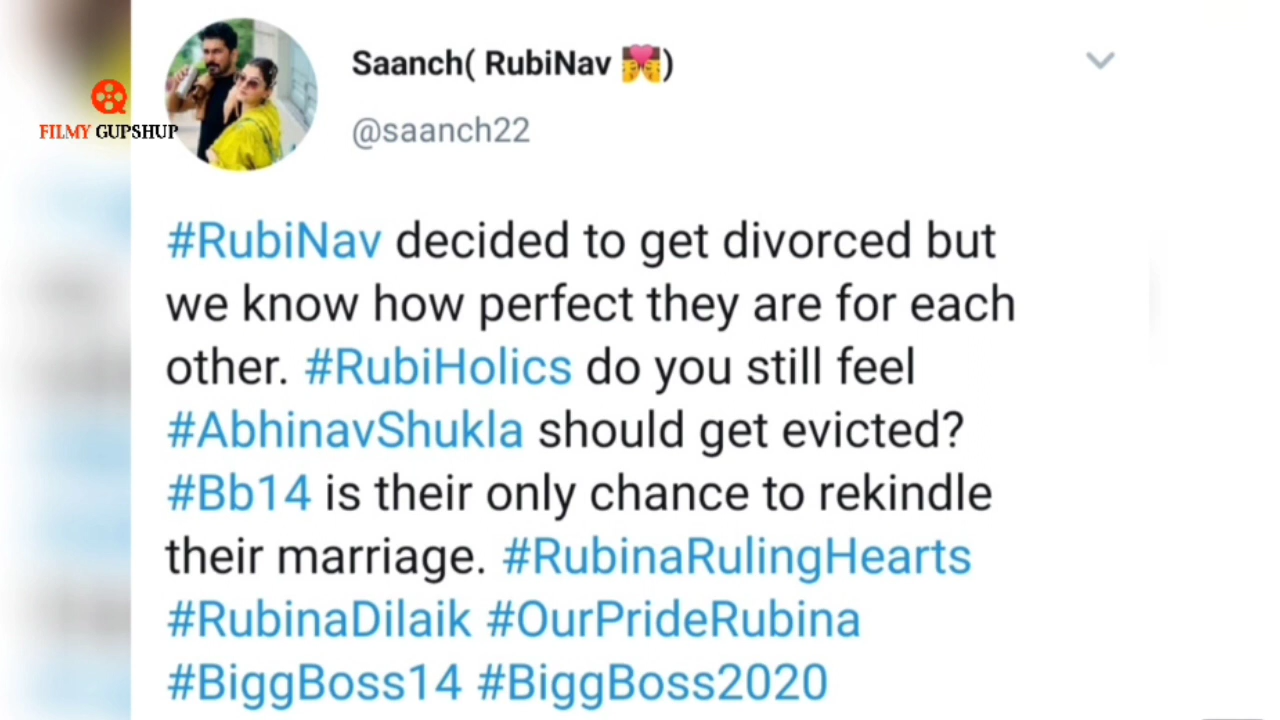 Saanch( RubiNav 💏)
@saanch22
FILMY GUPSHUP
#RubiNav decided to get divorced but
we know how perfect they are for each
other. #RubiHolics do you still feel
#AbhinavShukla should get evicted?
#Bb14 is their only chance to rekindle
their marriage. #RubinaRulingHearts
#RubinaDilaik #OurPrideRubina
#BiggBoss14 #BiggBoss2020